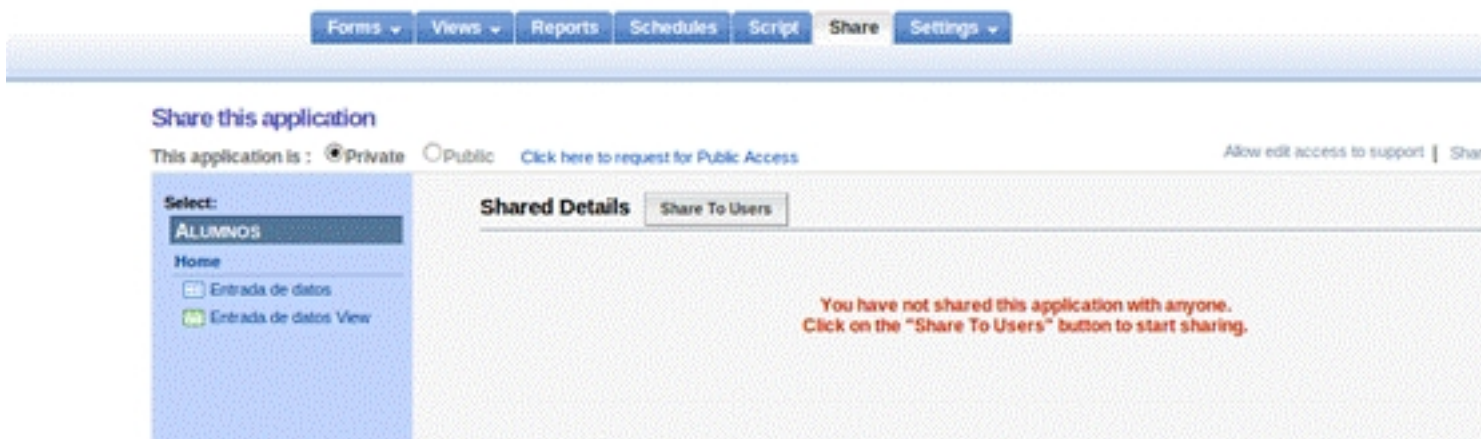 Forms Views Reports Schedules Script Share Settings
Share this application
This application is : Private Public Click here to request for Public Access Allow edit access to support | Shar
Select:
ALUMNOS
Home
Entrada de datos
Entrada de datos View
Shared Details Share To Users
You have not shared this application with anyone.
Click on the "Share To Users" button to start sharing.